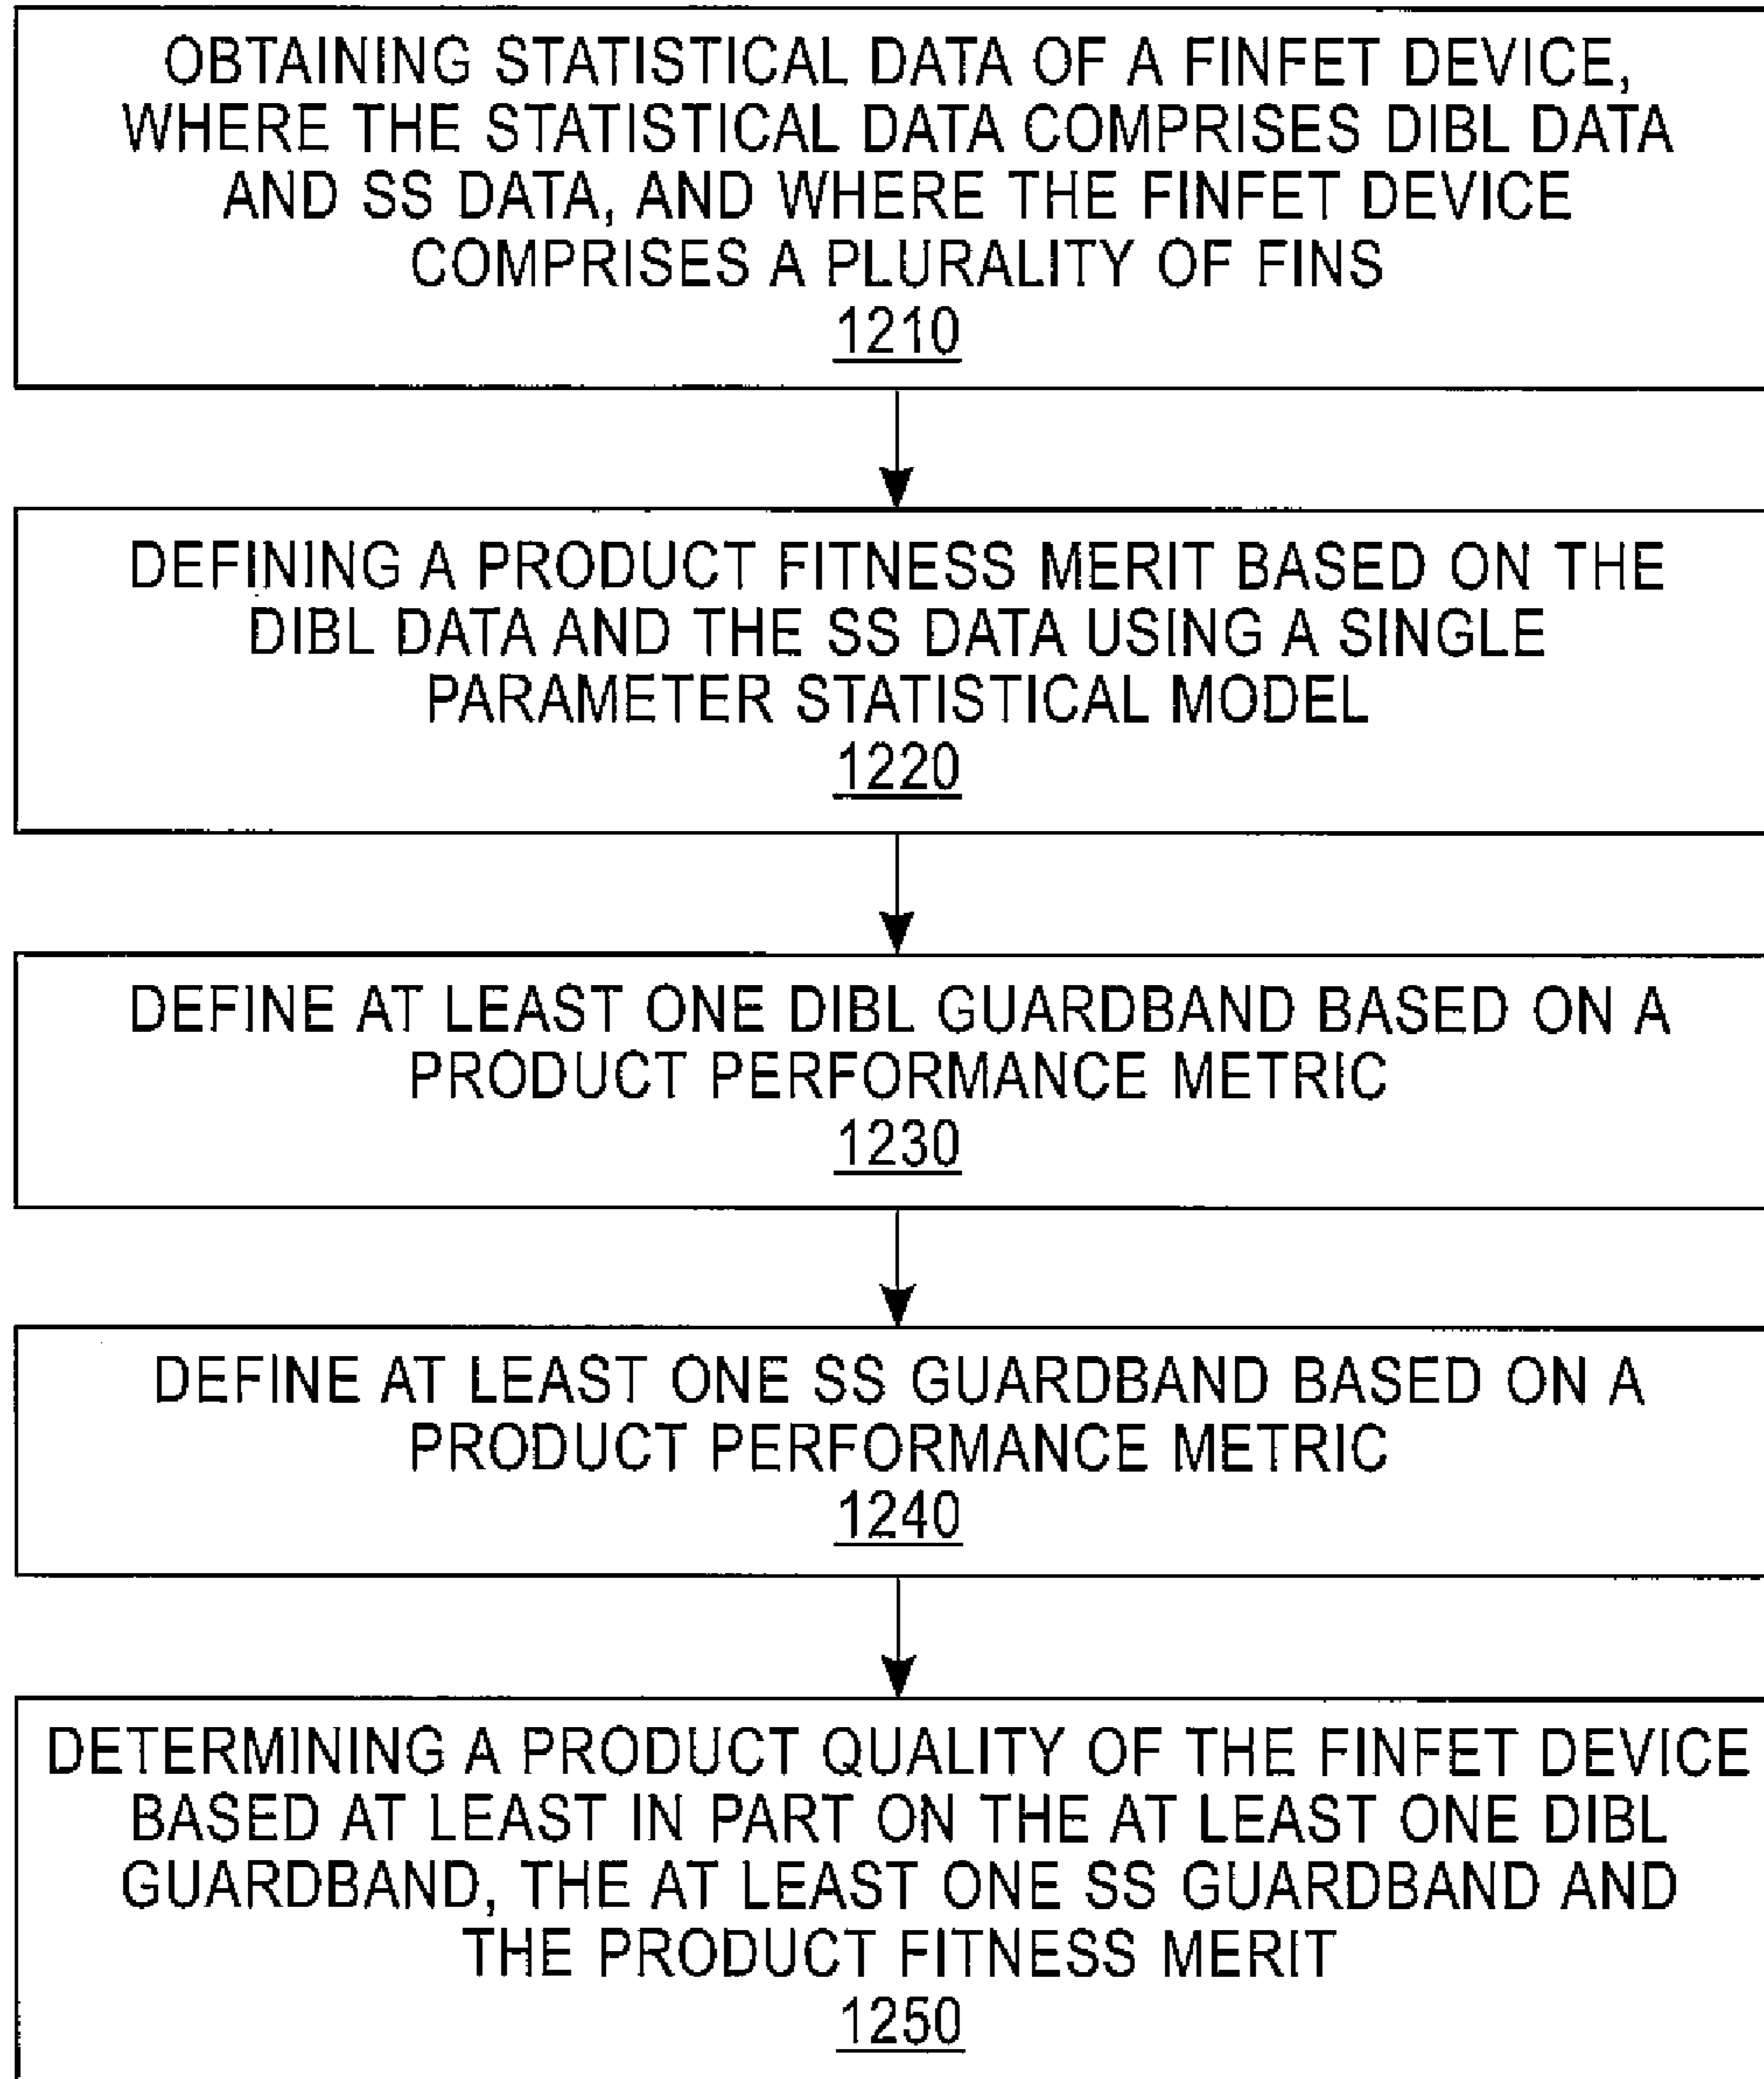 OBTAINING STATISTICAL DATA OF A FINFET DEVICE,
WHERE THE STATISTICAL DATA COMPRISES DIBL DATA
AND SS DATA, AND WHERE THE FINFET DEVICE
COMPRISES A PLURALITY OF FINS
1210
DEFINING A PRODUCT FITNESS MERIT BASED ON THE
DIBL DATA AND THE SS DATA USING A SINGLE
PARAMETER STATISTICAL MODEL
1220
DEFINE AT LEAST ONE DIBL GUARDBAND BASED ON A
PRODUCT PERFORMANCE METRIC
1230
DEFINE AT LEAST ONE SS GUARDBAND BASED ON A
PRODUCT PERFORMANCE METRIC
1240
DETERMINING A PRODUCT QUALITY OF THE FINFET DEVICE
BASED AT LEAST IN PART ON THE AT LEAST ONE DIBL
GUARDBAND, THE AT LEAST ONE SS GUARDBAND AND
THE PRODUCT FITNESS MERIT
1250